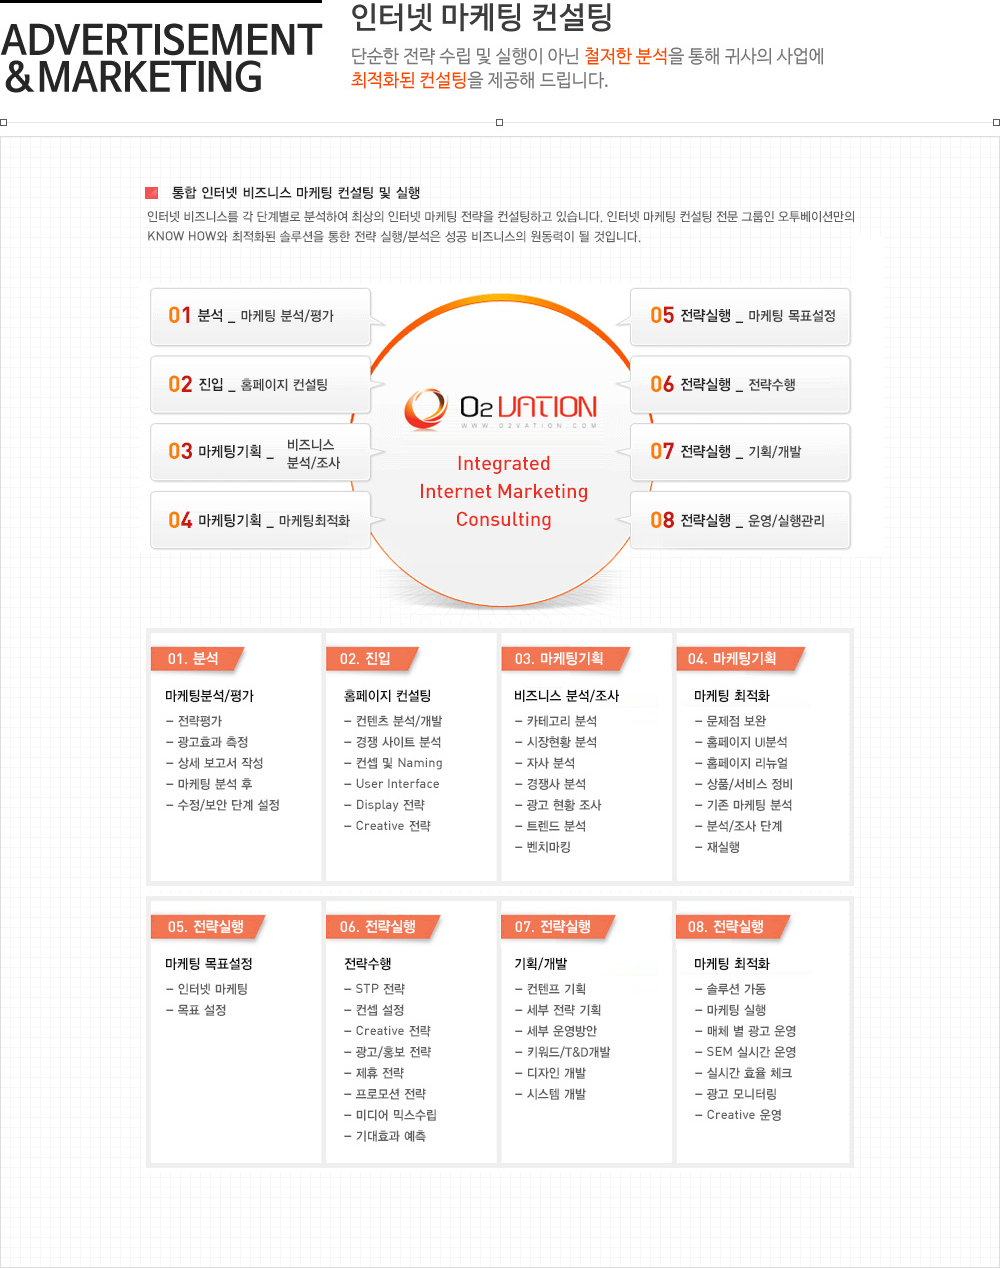 ADVERTISEMENT
&MARKETING
인터넷 마케팅 컨설팅
단순한 전략 수립 및 실행이 아닌 철저한 분석을 통해 귀사의 사업에
최적화된 컨설팅을 제공해 드립니다.
통합 인터넷 비즈니스 마케팅 컨설팅 및 실행
인터넷 비즈니스를 각 단계별로 분석하여 최상의 인터넷 마케팅 전략을 컨설팅하고 있습니다. 인터넷 마케팅 컨설팅 전문 그룹인 오투베이션만의
KNOW HOW와 최적화된 솔루션을 통한 전략 실행/분석은 성공 비즈니스의 원동력이 될 것입니다.
01 분석 _ 마케팅 분석/평가
02 진입 _ 홈페이지 컨설팅
03 마케팅기획 _ 비즈니스
분석/조사
04 마케팅기획 _ 마케팅최적화
O2 VATION
WWW.O2VATION.COM
Integrated
Internet Marketing
Consulting
05 전략실행 _ 마케팅 목표설정
06 전략실행 _ 전략수행
07 전략실행 _ 기획/개발
08 전략실행 _ 운영/실행관리
01. 분석
마케팅분석/평가
– 전략평가
– 광고효과 측정
– 상세 보고서 작성
– 마케팅 분석 후
– 수정/보안 단계 설정
02. 진입
홈페이지 컨설팅
– 컨텐츠 분석/개발
– 경쟁 사이트 분석
– 컨셉 및 Naming
– User Interface
– Display 전략
– Creative 전략
03. 마케팅기획
비즈니스 분석/조사
– 카테고리 분석
– 시장현황 분석
– 자사 분석
– 경쟁사 분석
– 광고 현황 조사
– 트렌드 분석
– 벤치마킹
04. 마케팅기획
마케팅 최적화
– 문제점 보완
– 홈페이지 UI분석
– 홈페이지 리뉴얼
– 상품/서비스 정비
– 기존 마케팅 분석
– 분석/조사 단계
– 재실행
05. 전략실행
마케팅 목표설정
– 인터넷 마케팅
– 목표 설정
06. 전략실행
전략수행
– STP 전략
– 컨셉 설정
– Creative 전략
– 광고/홍보 전략
– 제휴 전략
– 프로모션 전략
– 미디어 믹스수립
– 기대효과 예측
07. 전략실행
기획/개발
– 컨텐프 기획
– 세부 전략 기획
– 세부 운영방안
– 키워드/T&D개발
– 디자인 개발
– 시스템 개발
08. 전략실행
마케팅 최적화
– 솔루션 가동
– 마케팅 실행
– 매체 별 광고 운영
– SEM 실시간 운영
– 실시간 효율 체크
– 광고 모니터링
– Creative 운영